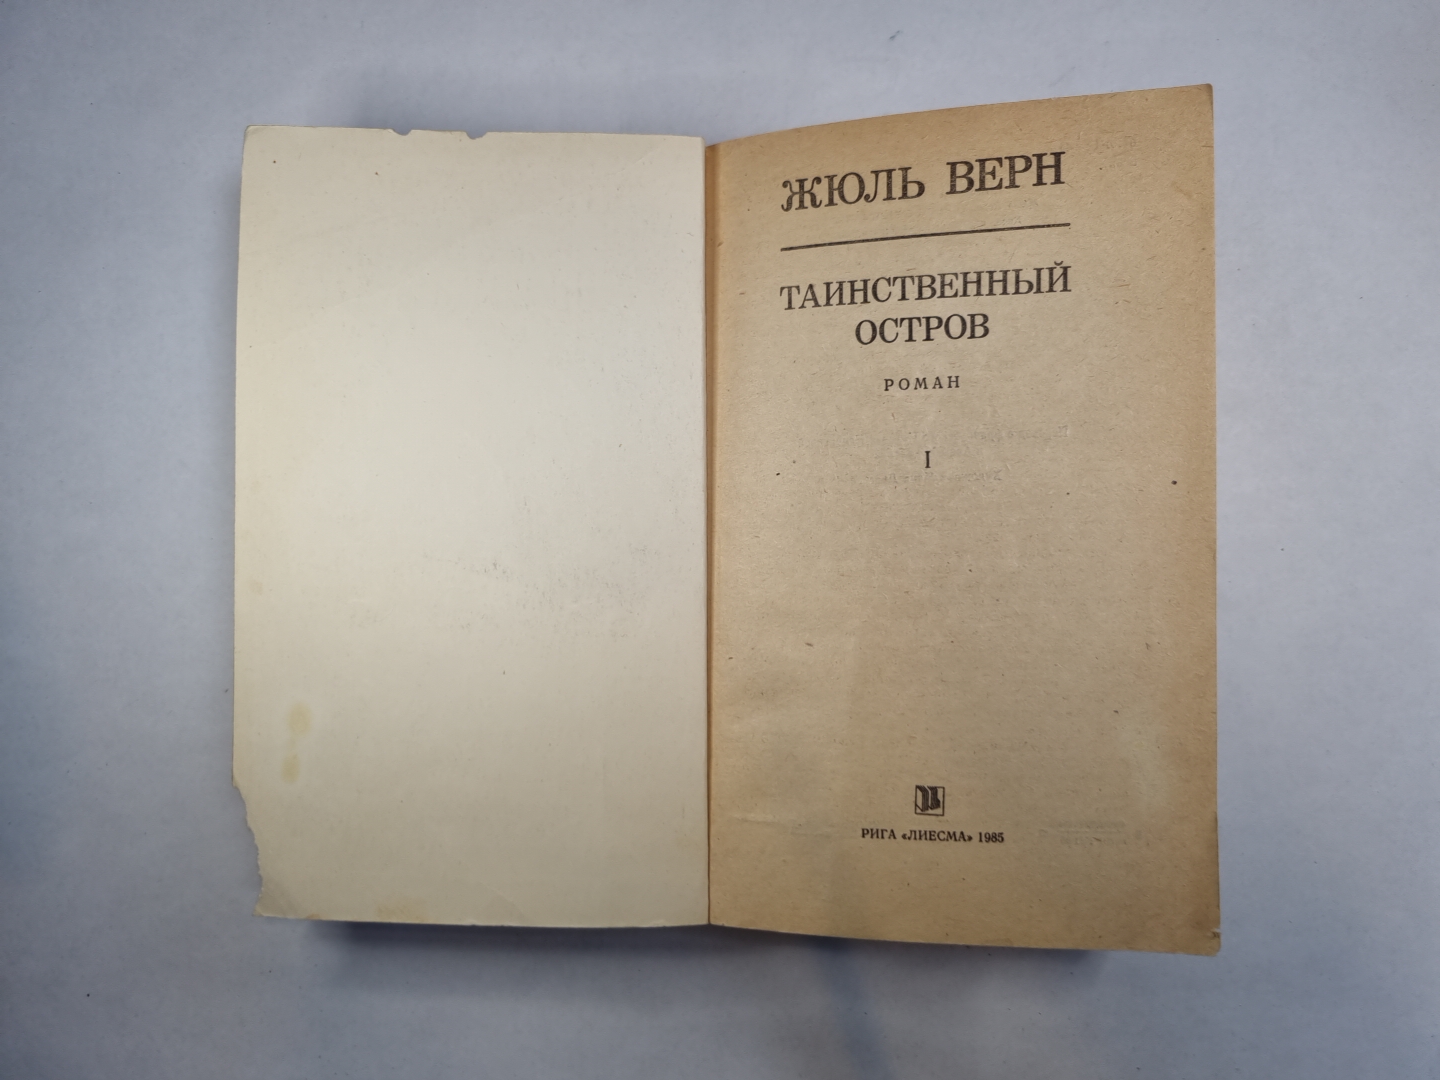 ЖЮЛЬ ВЕРН
ТАИНСТВЕННЫЙ
ОСТРОВ
РОМАН
I
РИГА «ЛИЕСМА» 1985